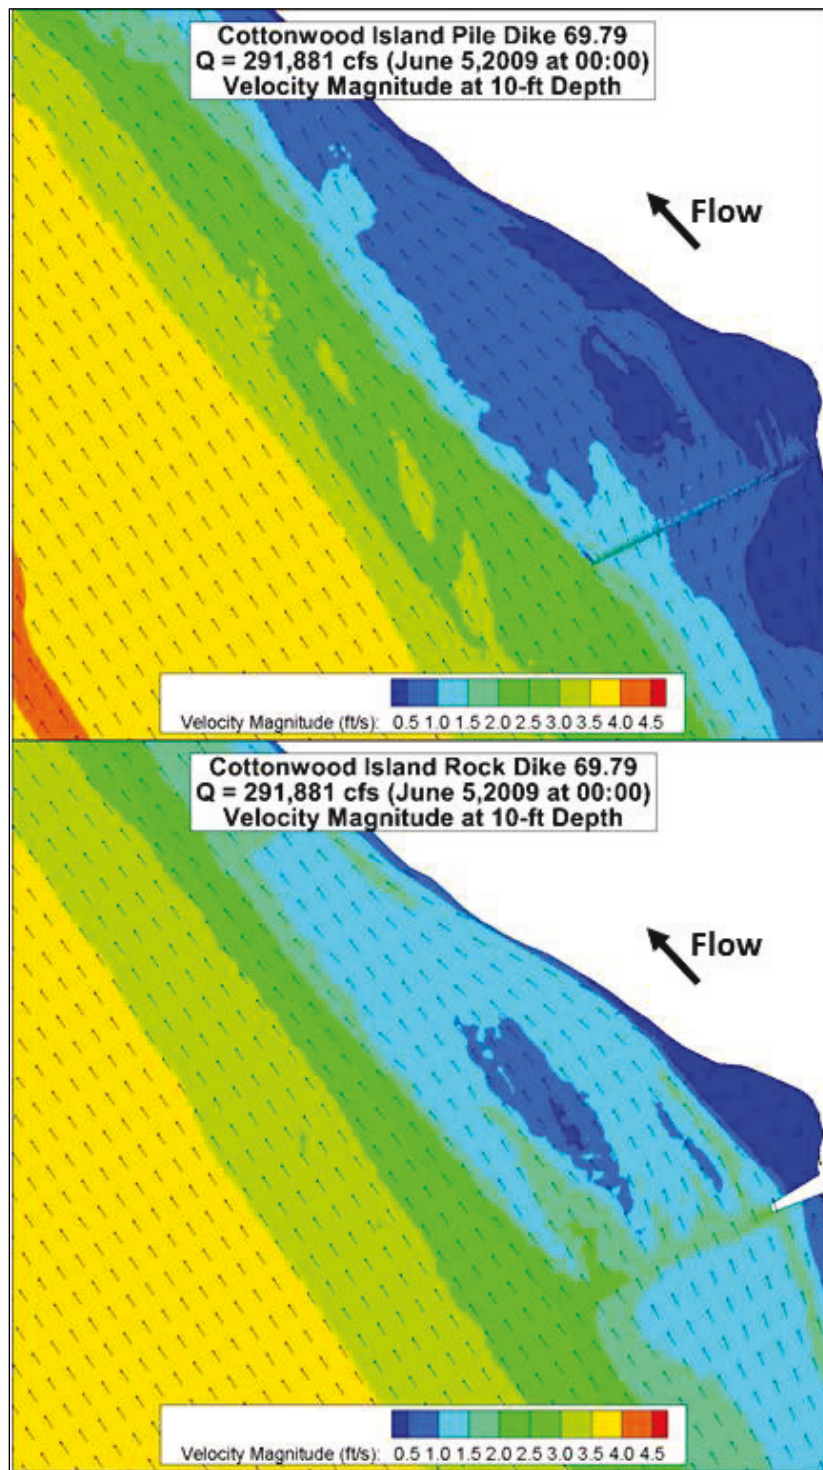 Cottonwood Island Pile Dike 69.79
Q = 291,881 cfs (June 5,2009 at 00:00)
Velocity Magnitude at 10-ft Depth
Flow
Velocity Magnitude (ft/s): 0.5 1.0 1.5 2.0 2.5 3.0 3.5 4.0 4.5
Cottonwood Island Rock Dike 69.79
Q = 291,881 cfs (June 5,2009 at 00:00)
Velocity Magnitude at 10-ft Depth
Flow
Velocity Magnitude (ft/s): 0.5 1.0 1.5 2.0 2.5 3.0 3.5 4.0 4.5